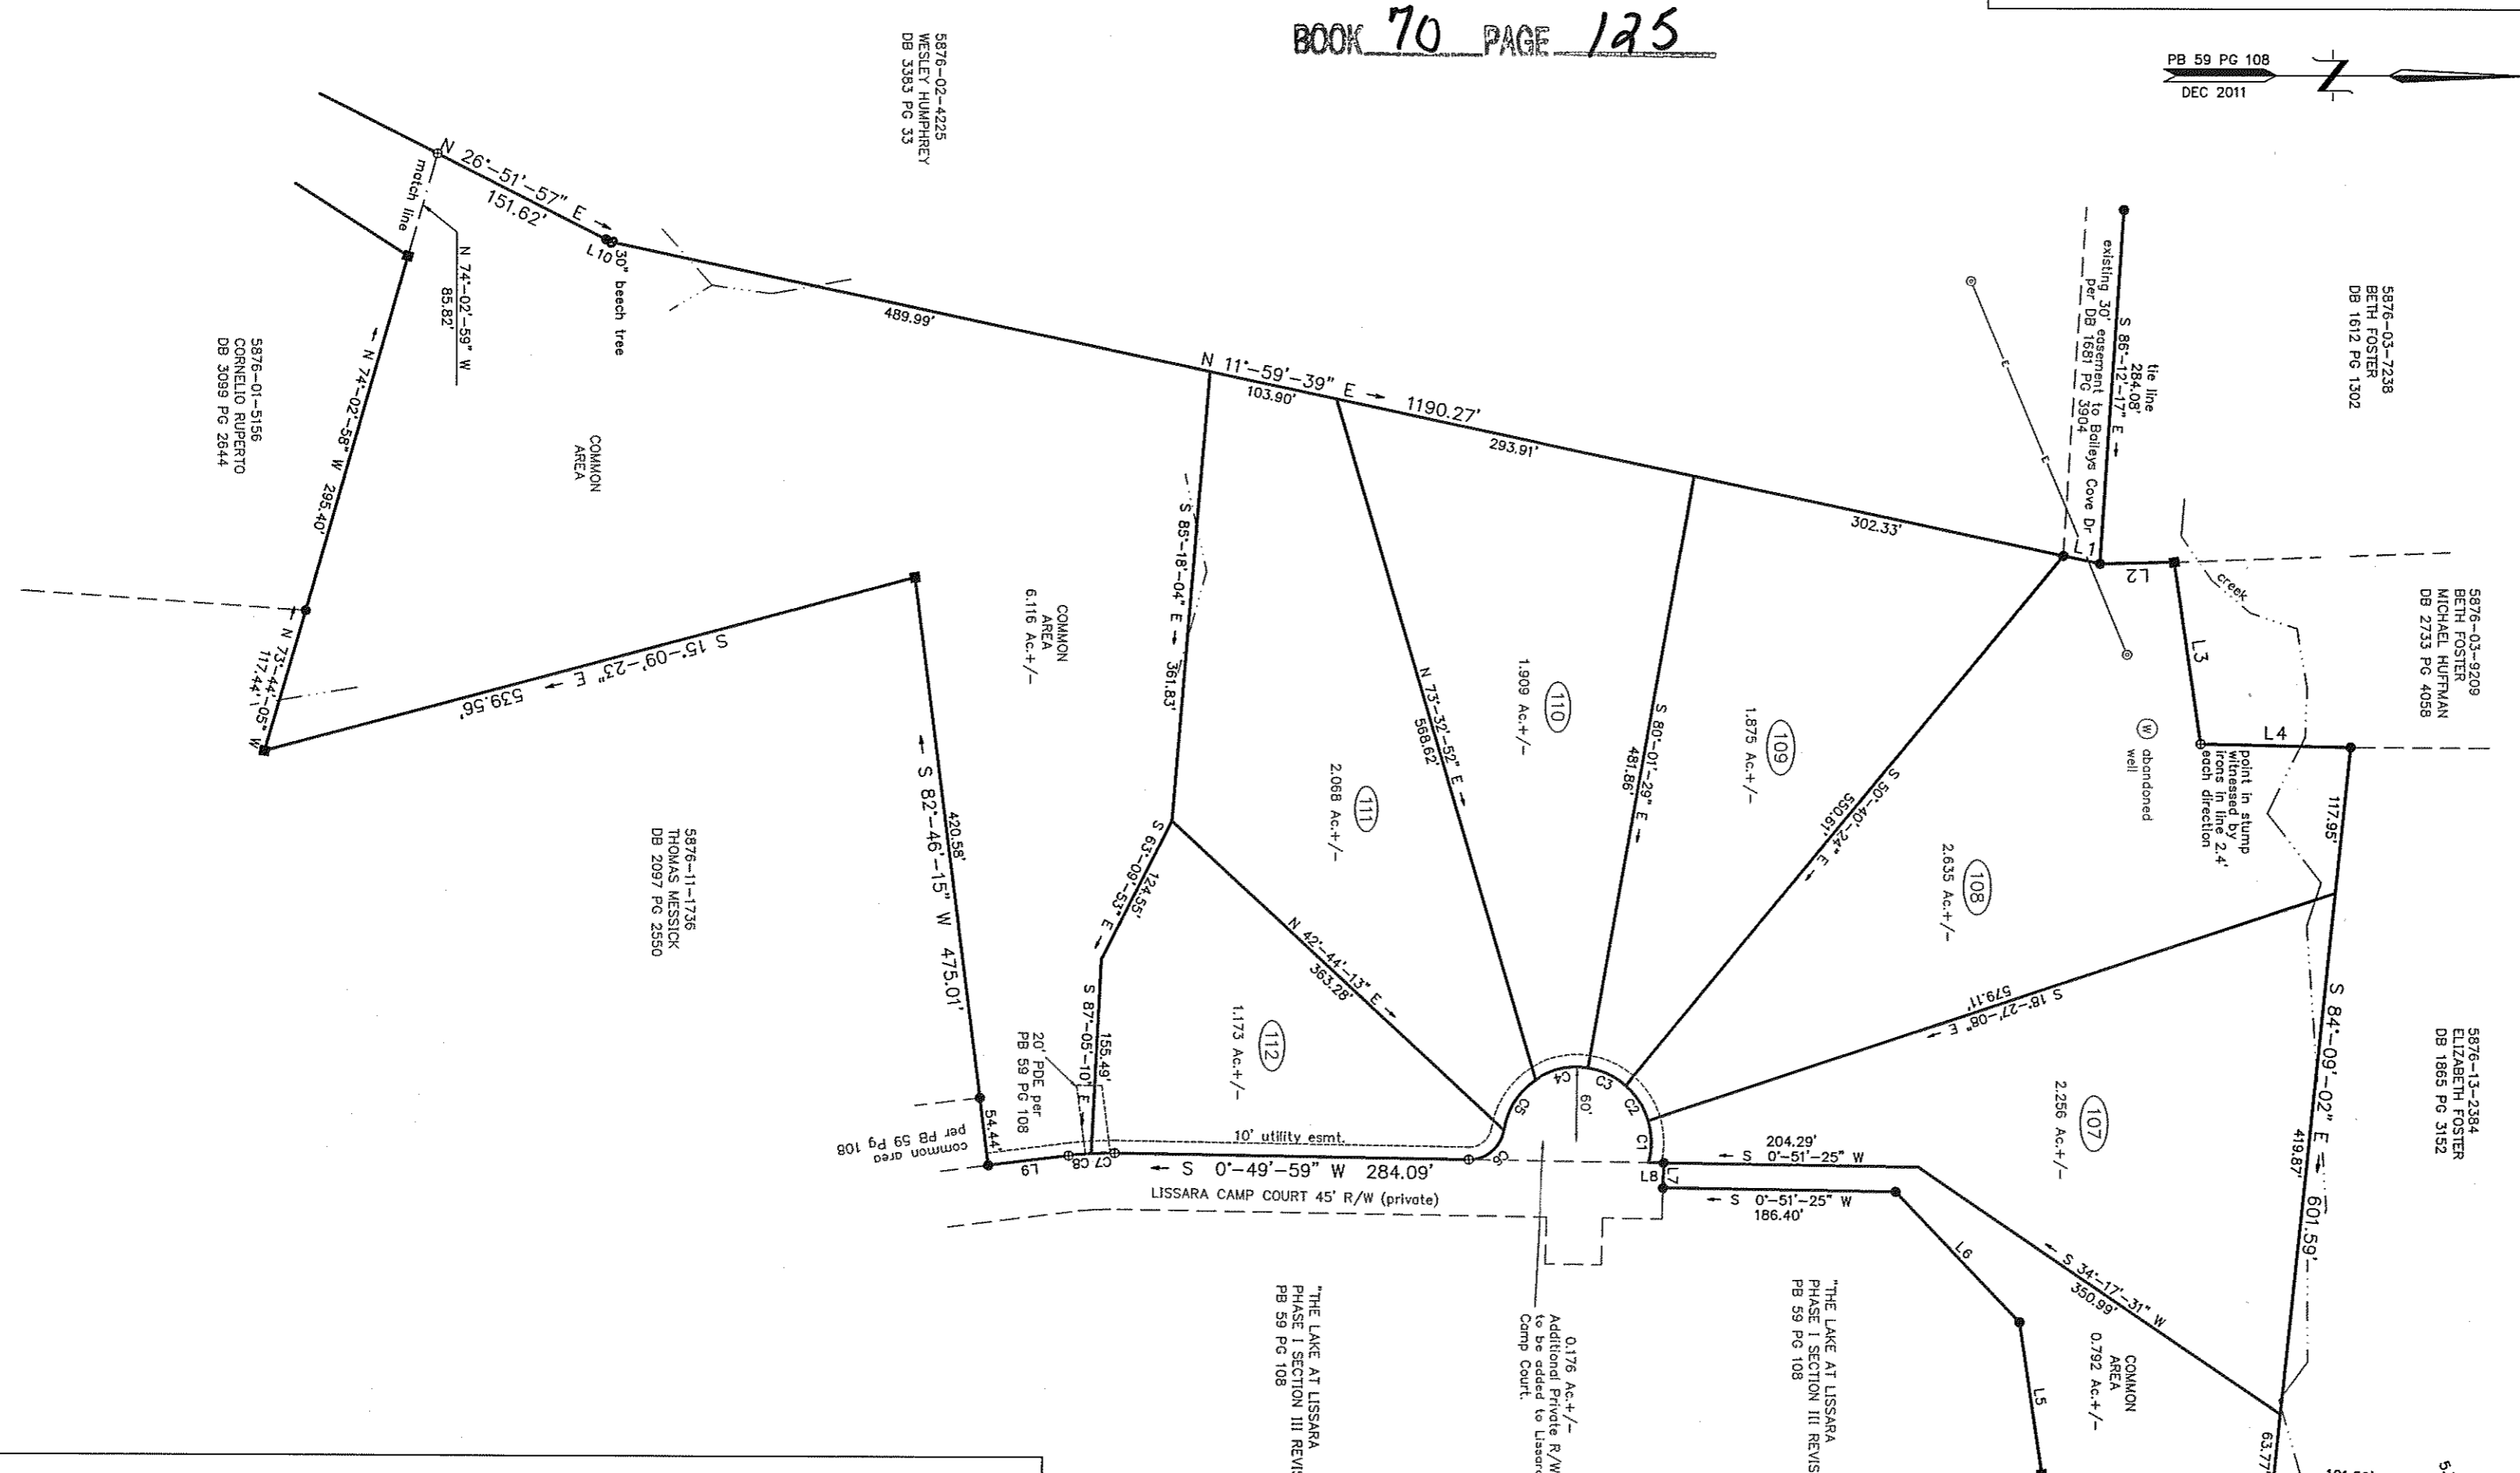 BOOK 70 PAGE 125
PB 59 PG 108
DEC 2011
5876-02-4225
WESLEY HUMPHREY
DB 3383 PG 33
N 26°-51'-57" E
151.62'
match line
N 74°-02'-59" W
85.82'
L10
30" beech tree
489.99'
N 11°-59'-39" E 1190.27'
103.90'
293.91'
302.33'
existing 30' easement to Baileys Cove Dr
per DB 1681 PG 3904
tie line
284.08'
S 86°-12'-17" E
E
E
5876-03-7238
BETH FOSTER
DB 1612 PG 1302
L1
L2
creek
L3
L4
5876-03-9209
BETH FOSTER
MICHAEL HUFFMAN
DB 2733 PG 4058
W abandoned
well
point in stump
witnessed by
irons in line 2.4'
each direction
5876-01-5156
CORNELIO RUPERTO
DB 3099 PG 2644
N 74°-02'-58" W 295.40'
N 73°-44'-05" W
117.44'
COMMON
AREA
S 15°-09'-23" E 539.56'
COMMON
AREA
6.116 Ac.+/-
S 85°-18'-04" E 361.83'
N 73°-32'-52" E
568.62'
110
1.909 Ac.+/-
S 80°-01'-29" E
481.86'
109
1.875 Ac.+/-
S 50°-40'-24" E
550.61'
108
2.635 Ac.+/-
117.95'
S 84°-09'-02" E 601.59'
419.87'
63.77'
S 18°-27'-08" E
579.11'
111
2.068 Ac.+/-
S 63°-09'-53" E
124.55'
N 42°-44'-13" E
363.28'
112
1.173 Ac.+/-
S 87°-05'-10" E
155.49'
5876-11-1736
THOMAS MESSICK
DB 2097 PG 2550
420.58'
S 82°-46'-15" W 475.01'
54.44'
20' PDE per
PB 59 PG 108
common area
per PB 59 Pg 108
L9
C8
C7
10' utility esmt.
S 0°-49'-59" W 284.09'
LISSARA CAMP COURT 45' R/W (private)
C6
C5
C4
C3
C2
C1
60'
L8
L7
204.29'
S 0°-51'-25" W
S 0°-51'-25" W
186.40'
107
2.256 Ac.+/-
5876-13-2384
ELIZABETH FOSTER
DB 1865 PG 3152
L6
S 34°-17'-31" W
350.99'
L5
COMMON
AREA
0.792 Ac.+/-
"THE LAKE AT LISSARA
PHASE I SECTION III REVIS
PB 59 PG 108
0.176 Ac.+/-
Additional Private R/W
to be added to Lissara
Camp Court.
"THE LAKE AT LISSARA
PHASE I SECTION III REVIS
PB 59 PG 108